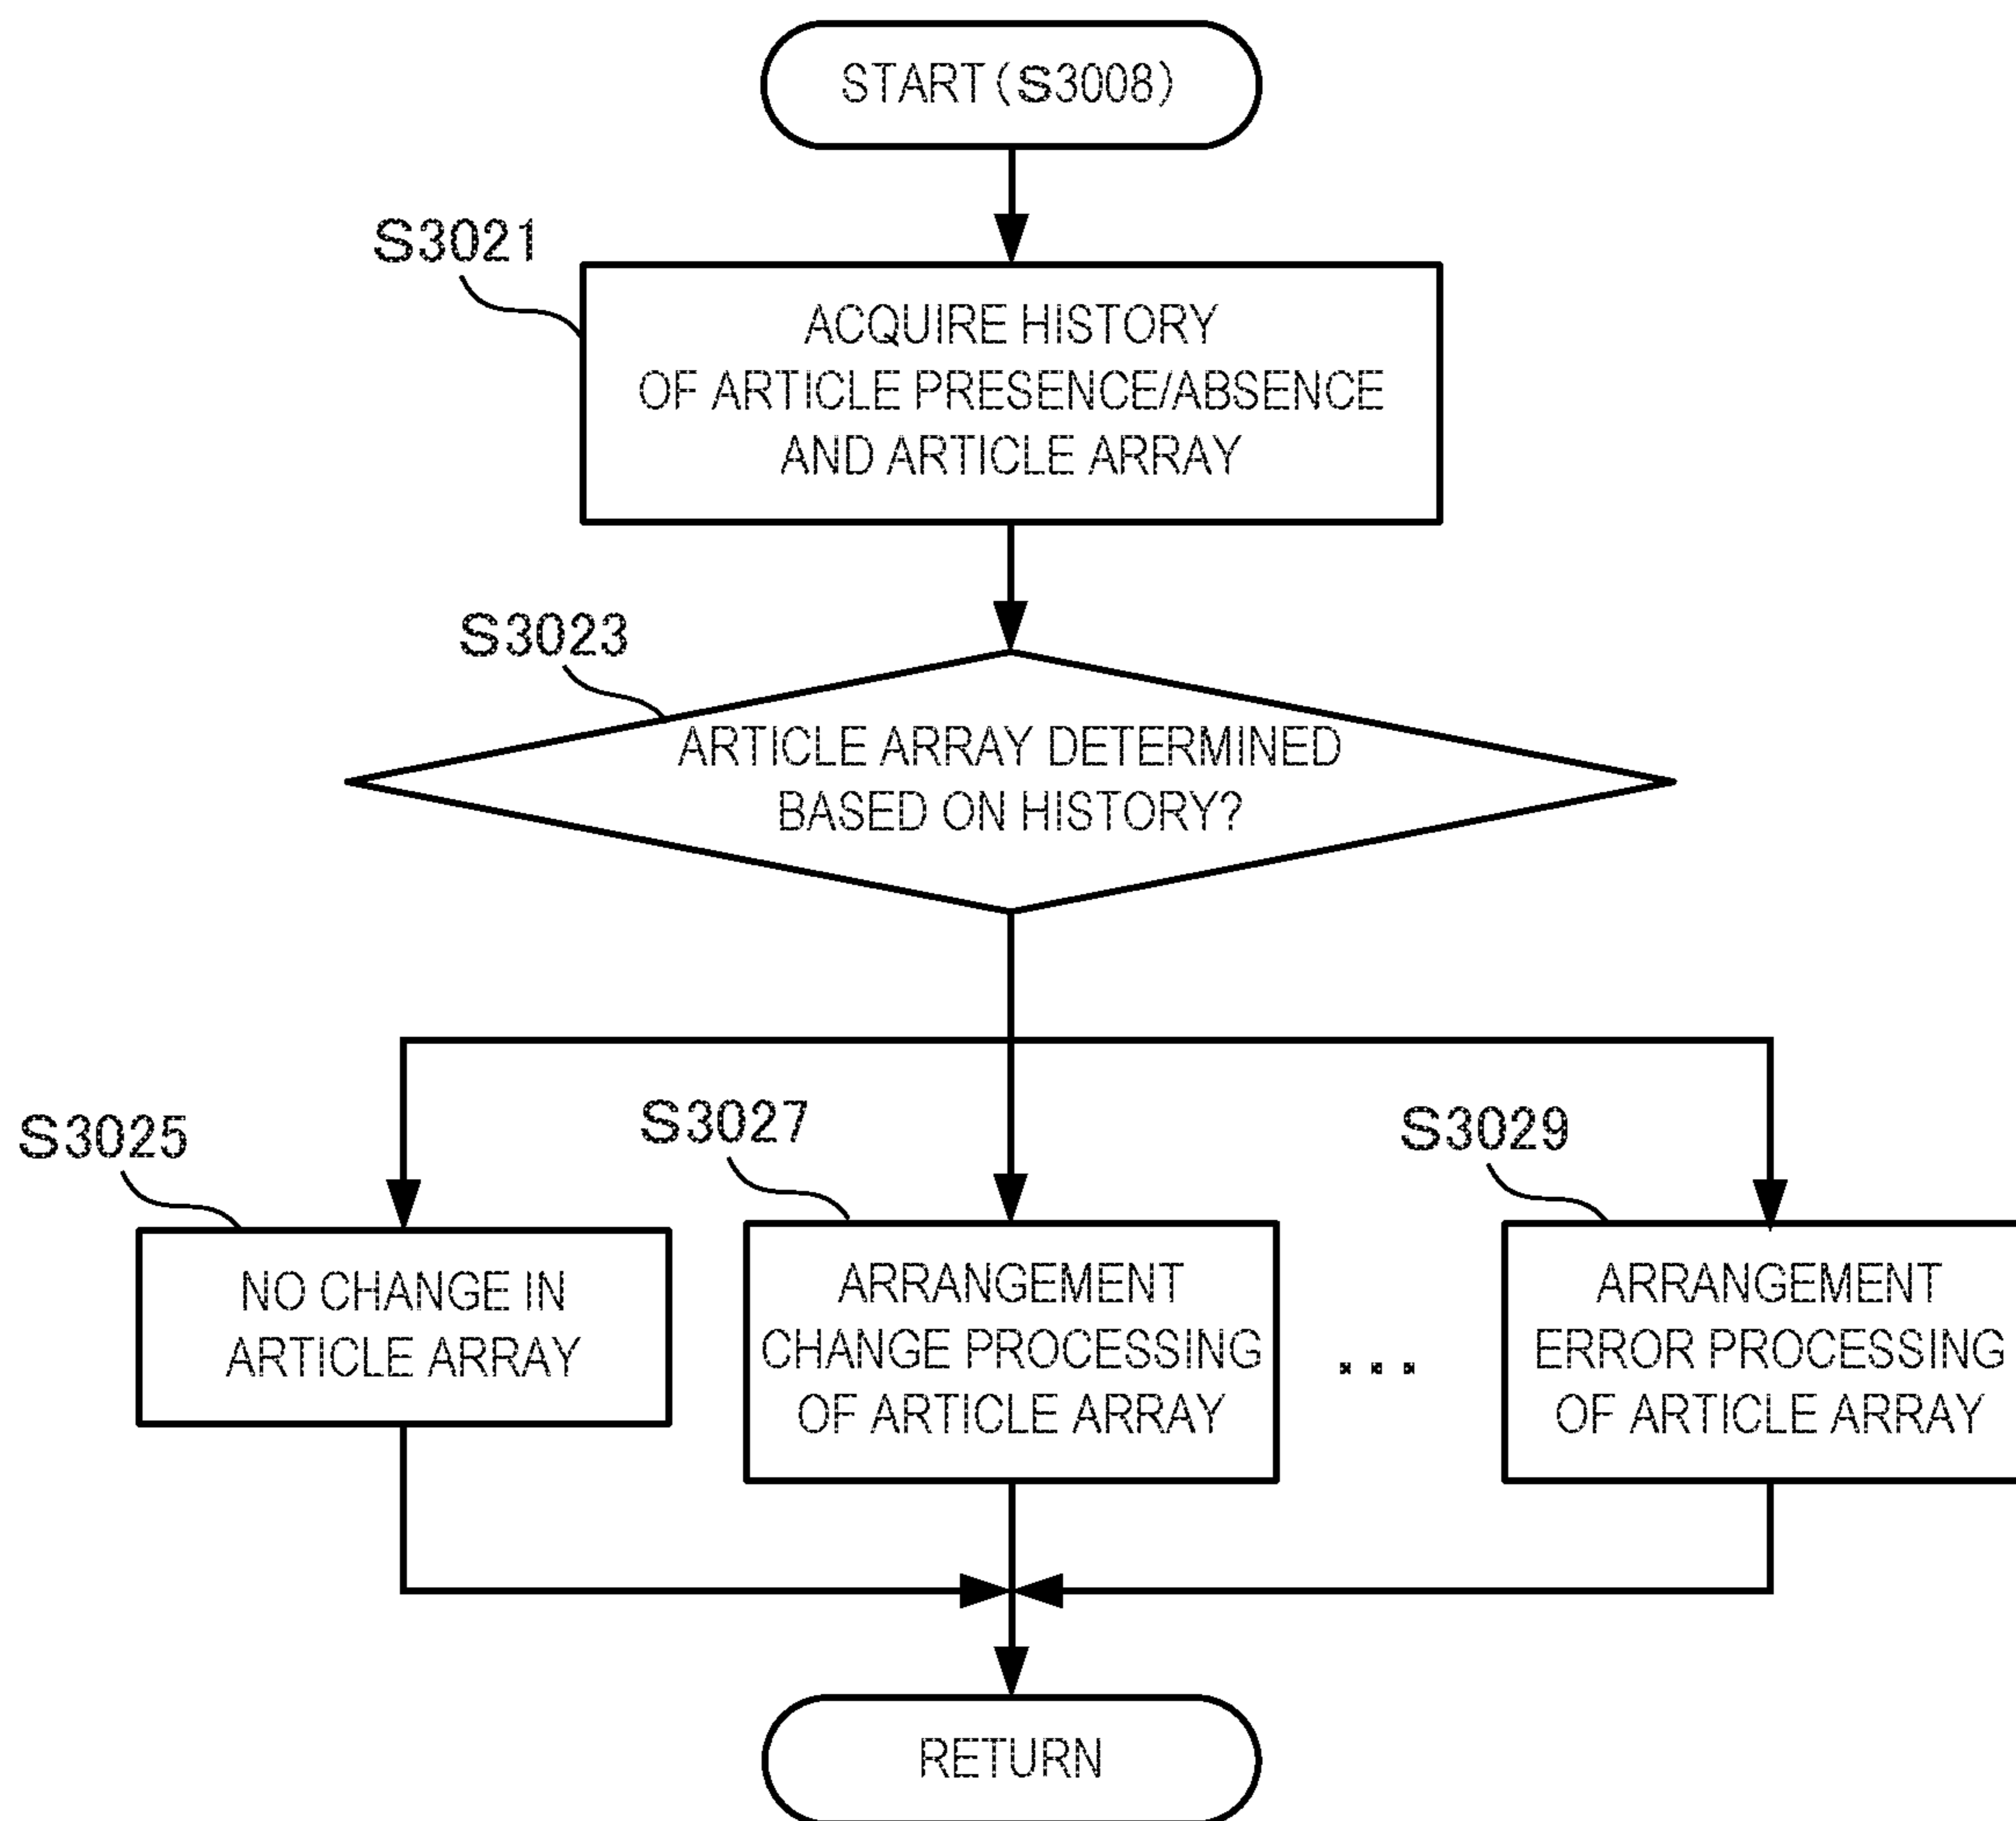 START(S3008)
S3021
ACQUIRE HISTORY
OF ARTICLE PRESENCE/ABSENCE
AND ARTICLE ARRAY
S3023
ARTICLE ARRAY DETERMINED
BASED ON HISTORY?
S3025
NO CHANGE IN
ARTICLE ARRAY
S3027
ARRANGEMENT
CHANGE PROCESSING
OF ARTICLE ARRAY
...
S3029
ARRANGEMENT
ERROR PROCESSING
OF ARTICLE ARRAY
RETURN